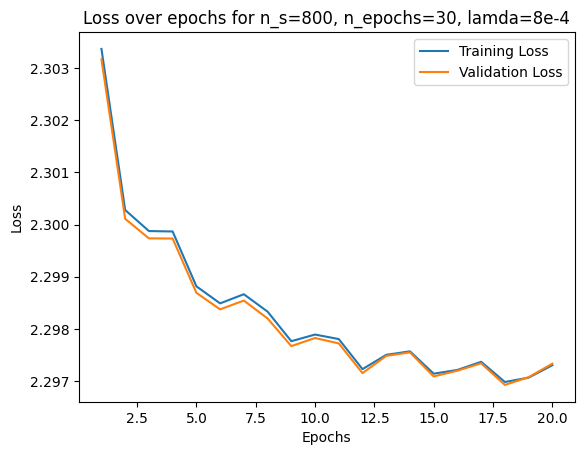 Loss over epochs for n_s=800, n_epochs=30, lamda=8e-4
Training Loss
Validation Loss
2.303
2.302
2.301
2.300
2.299
2.298
2.297
Loss
2.5 5.0 7.5 10.0 12.5 15.0 17.5 20.0
Epochs